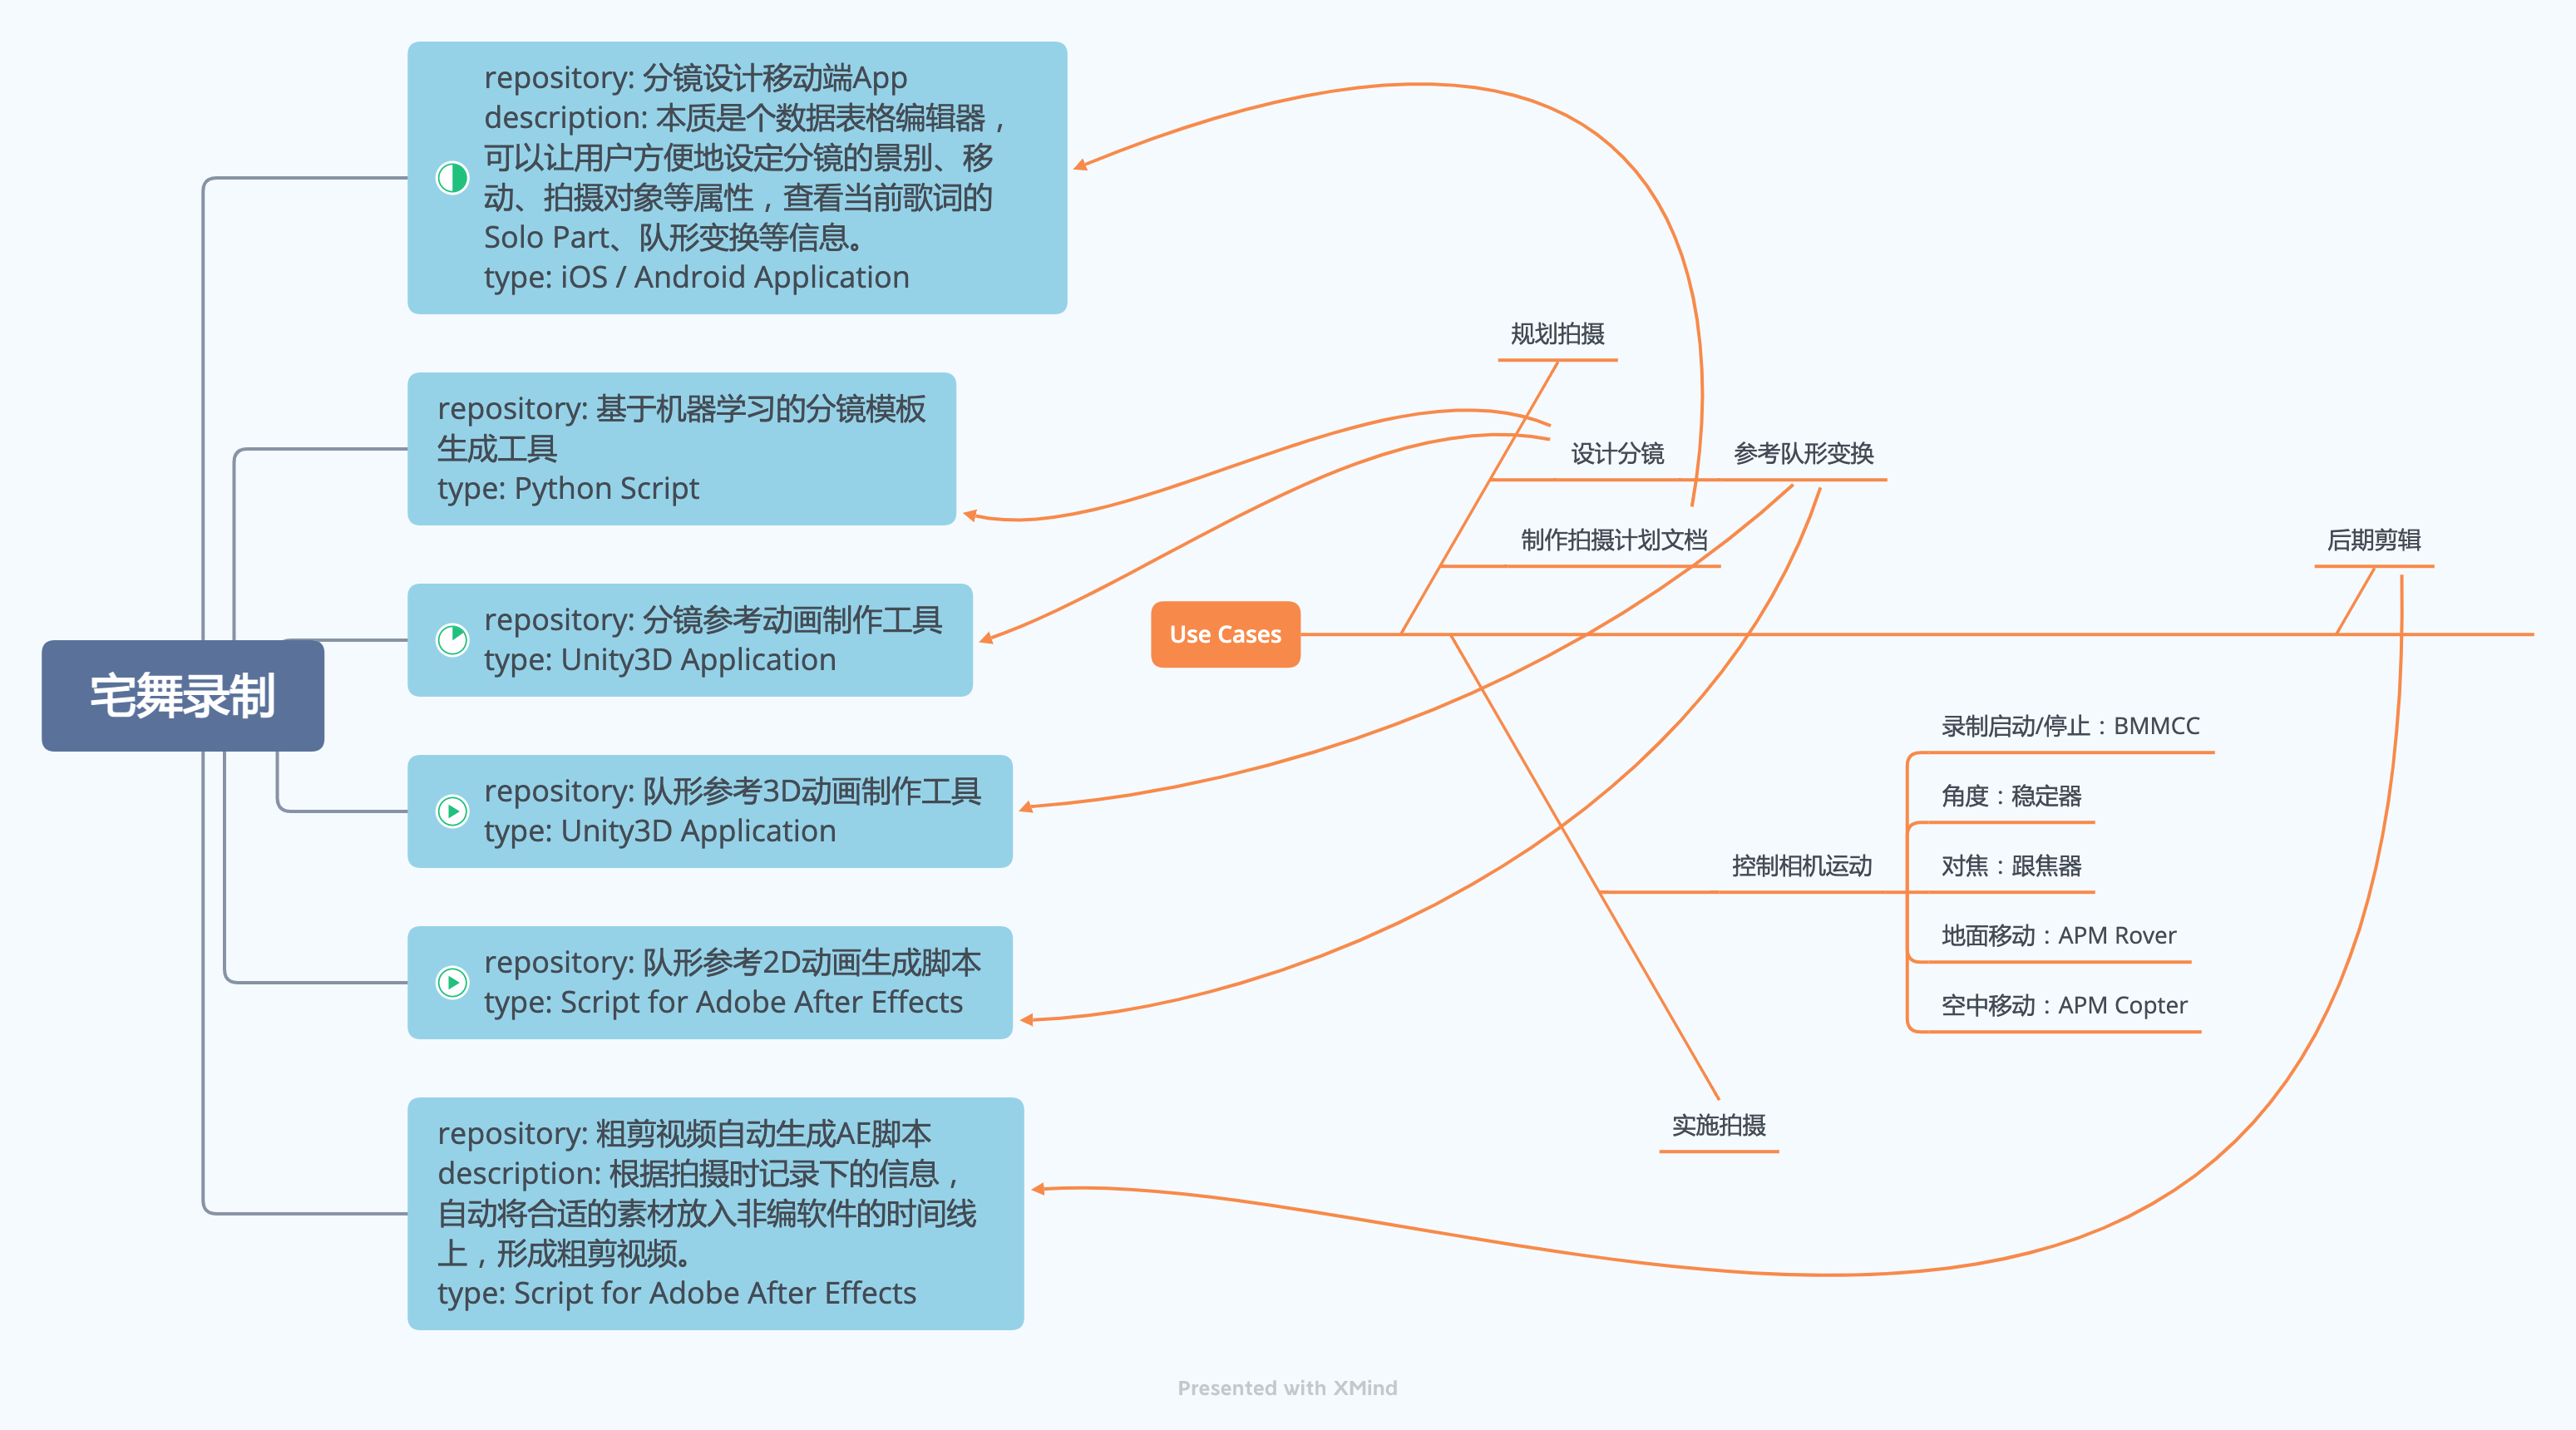 repository: 分镜设计移动端App
description: 本质是个数据表格编辑器，
可以让用户方便地设定分镜的景别、移
动、拍摄对象等属性，查看当前歌词的
Solo Part、队形变换等信息。
type: iOS / Android Application
repository: 基于机器学习的分镜模板
生成工具
type: Python Script
repository: 分镜参考动画制作工具
type: Unity3D Application
宅舞录制
repository: 队形参考3D动画制作工具
type: Unity3D Application
repository: 队形参考2D动画生成脚本
type: Script for Adobe After Effects
repository: 粗剪视频自动生成AE脚本
description: 根据拍摄时记录下的信息，
自动将合适的素材放入非编软件的时间线
上，形成粗剪视频。
type: Script for Adobe After Effects
Use Cases
规划拍摄
设计分镜
参考队形变换
制作拍摄计划文档
后期剪辑
录制启动/停止：BMMCC
角度：稳定器
控制相机运动
对焦：跟焦器
地面移动：APM Rover
空中移动：APM Copter
实施拍摄
Presented with XMind